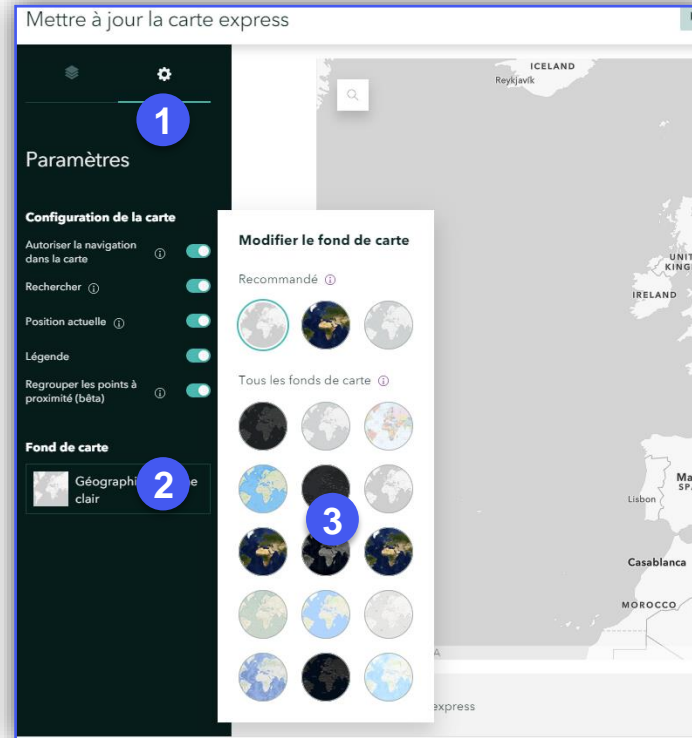 Mettre à jour la carte express
1
Paramètres
Configuration de la carte
Autoriser la navigation
dans la carte
Rechercher
Position actuelle
Légende
Regrouper les points à
proximité (bêta)
Fond de carte
2
clair
Modifier le fond de carte
Recommandé
Tous les fonds de carte
3
ICELAND
Reykjavík
IRELAND
Lisbon
Casablanca
MOROCCO
express